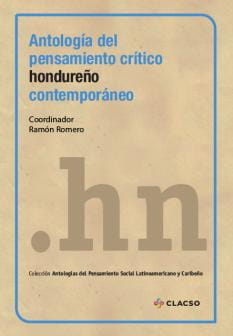 Antología del
pensamiento crítico
hondureño
contemporáneo
Coordinador
Ramón Romero
.hn
Colección Antologías del Pensamiento Social Latinoamericano y Caribeño
CLACSO